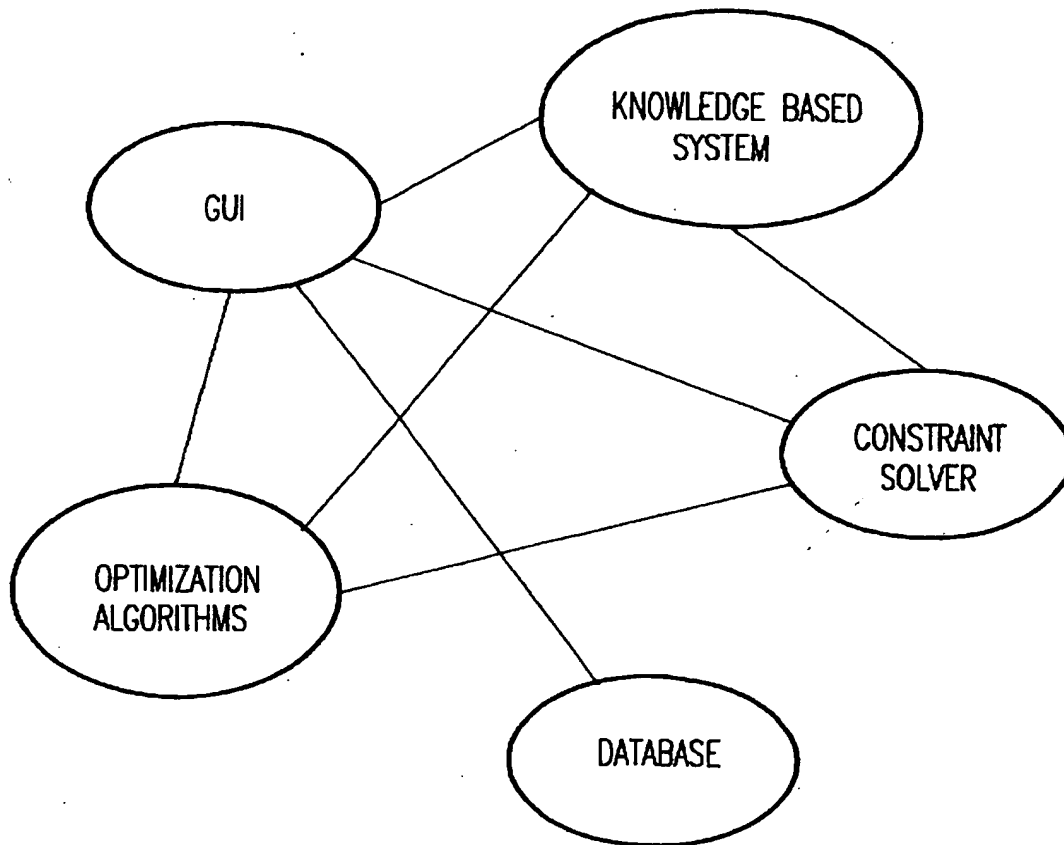 KNOWLEDGE BASED
SYSTEM
GUI
CONSTRAINT
SOLVER
OPTIMIZATION
ALGORITHMS
DATABASE